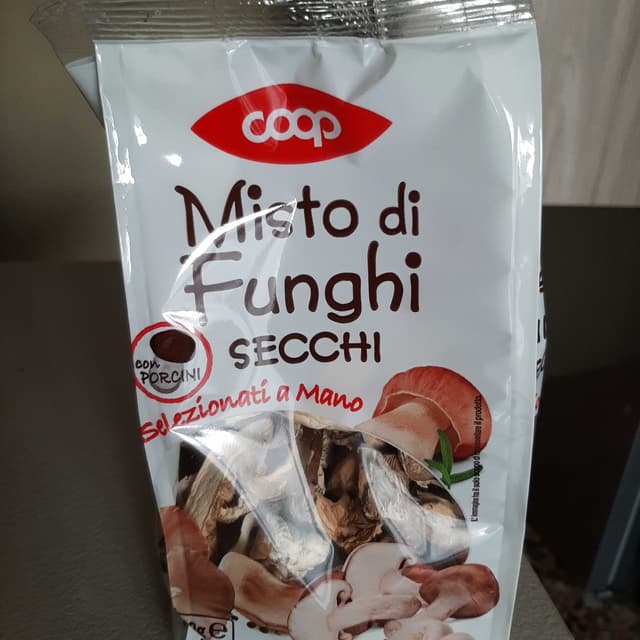 coop
Misto di
Funghi
SECCHI
con
PORCINI
Selezionati a Mano